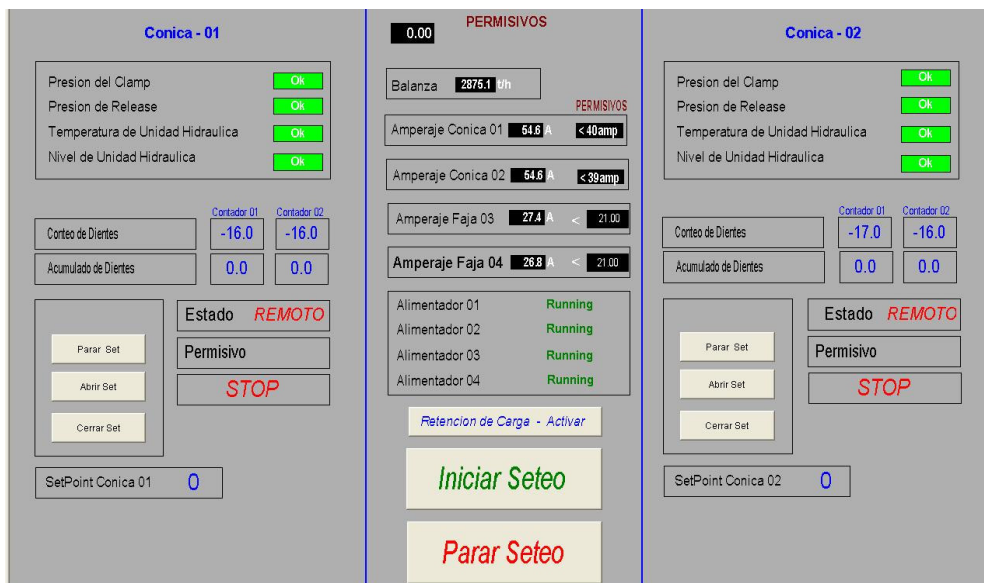 Conica - 01
Presion del Clamp Ok
Presion de Release Ok
Temperatura de Unidad Hidraulica Ok
Nivel de Unidad Hidraulica Ok
Contador 01 Contador 02
Conteo de Dientes -16.0 -16.0
Acumulado de Dientes 0.0 0.0
Parar Set
Abrir Set
Cerrar Set
Estado REMOTO
Permisivo
STOP
SetPoint Conica 01 0
PERMISIVOS
0.00
Balanza 2875.1 t/h
PERMISIVOS
Amperaje Conica 01 54.6 A <40amp
Amperaje Conica 02 54.6 A <39amp
Amperaje Faja 03 27.4 A < 21.00
Amperaje Faja 04 26.8 A < 21.00
Alimentador 01 Running
Alimentador 02 Running
Alimentador 03 Running
Alimentador 04 Running
Retencion de Carga - Activar
Iniciar Seteo
Parar Seteo
Conica - 02
Presion del Clamp Ok
Presion de Release Ok
Temperatura de Unidad Hidraulica Ok
Nivel de Unidad Hidraulica Ok
Contador 01 Contador 02
Conteo de Dientes -17.0 -16.0
Acumulado de Dientes 0.0 0.0
Parar Set
Abrir Set
Cerrar Set
Estado REMOTO
Permisivo
STOP
SetPoint Conica 02 0